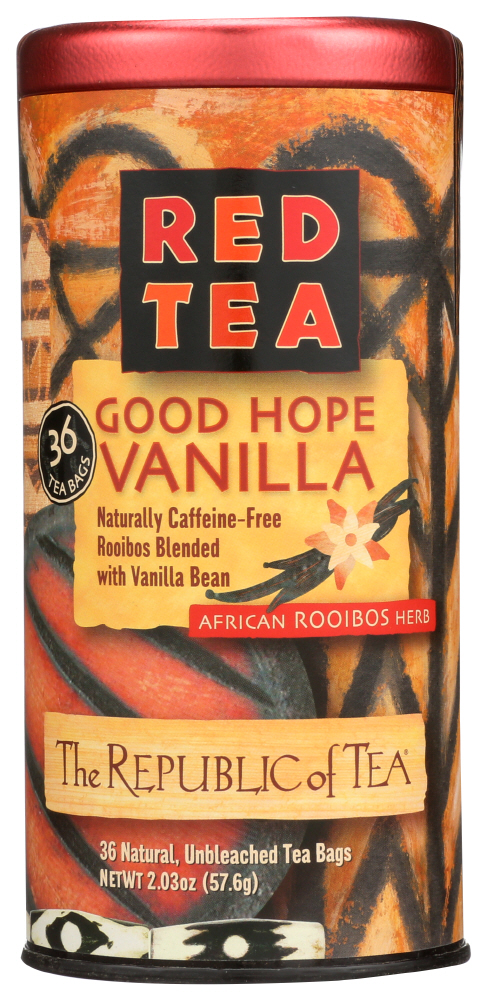 RED
TEA
GOOD HOPE
VANILLA
36
TEA BAGS
Naturally Caffeine-Free
Rooibos Blended
with Vanilla Bean
AFRICAN ROOIBOS HERB
The REPUBLIC of TEA®
36 Natural, Unbleached Tea Bags
NETWT 2.03oz (57.6g)